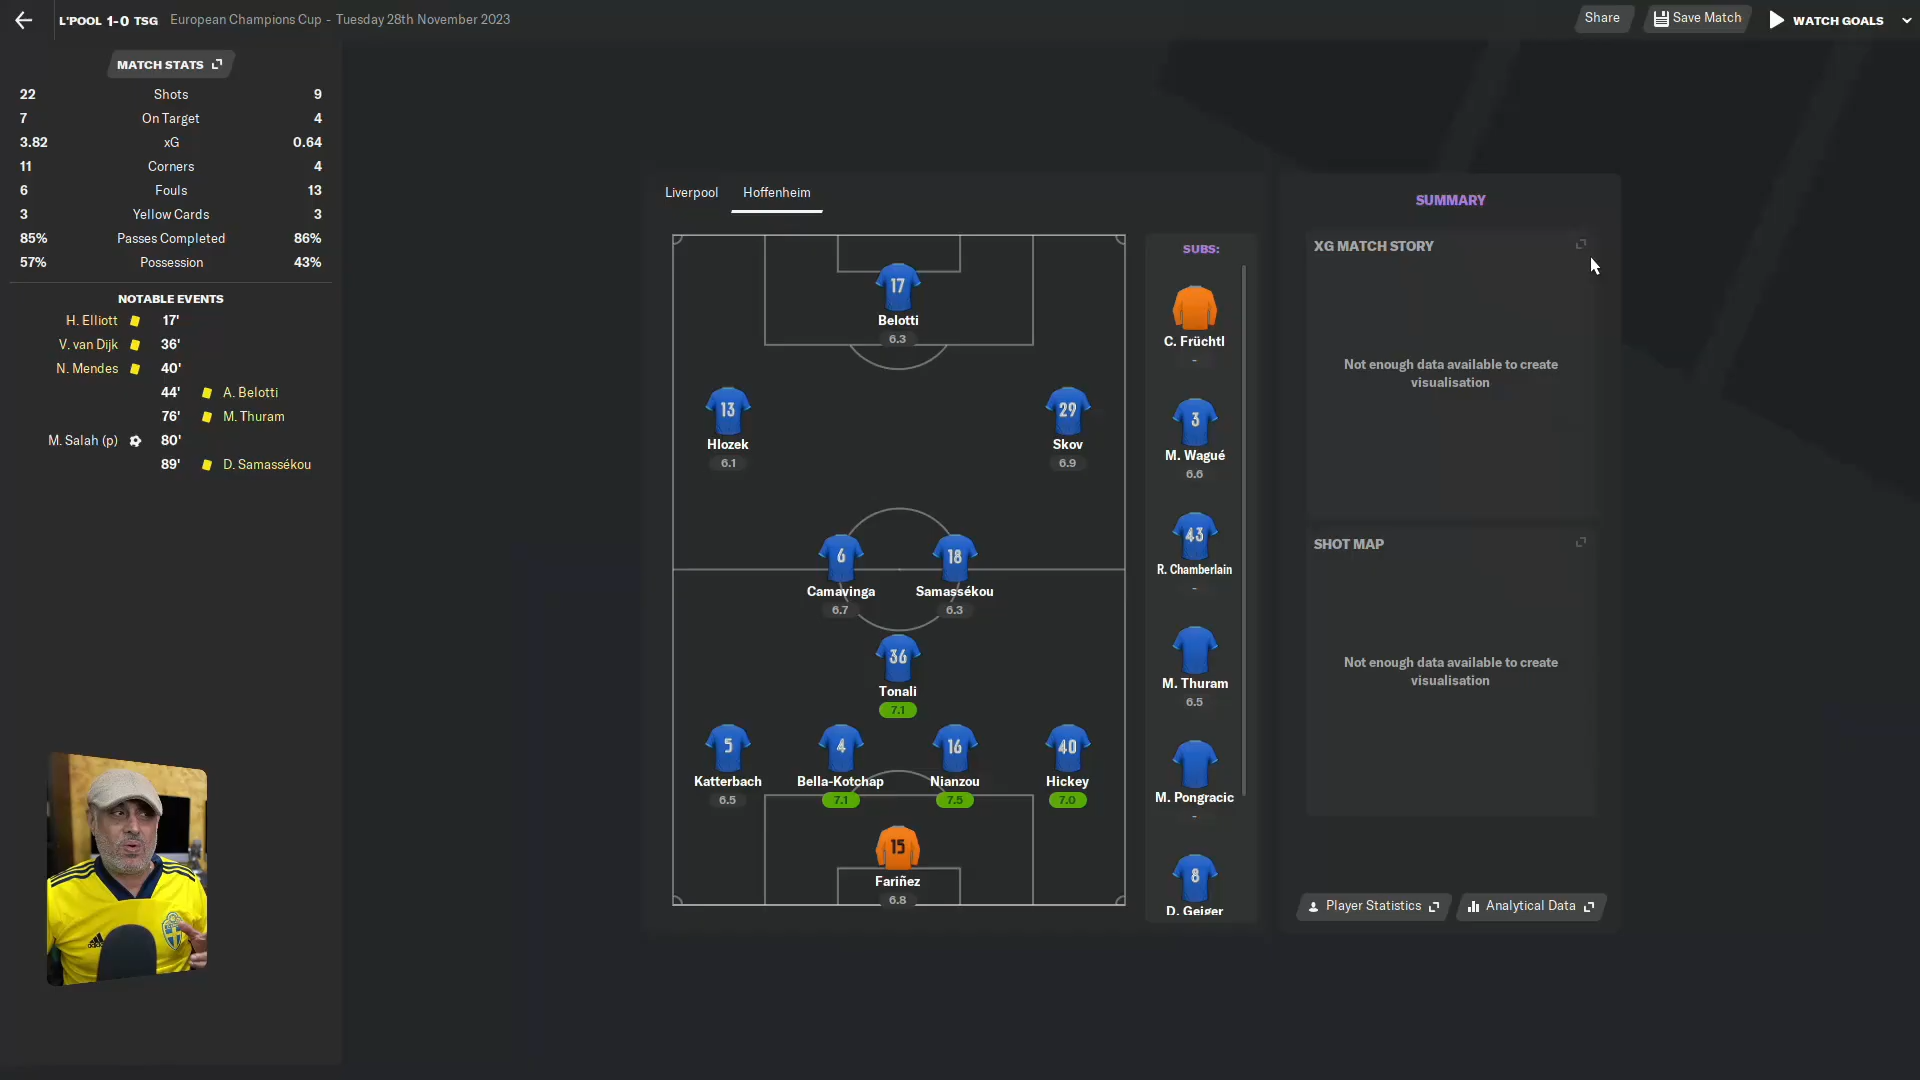 L'POOL 1-0 TSG European Champions Cup - Tuesday 28th November 2023
Share
Save Match
WATCH GOALS
MATCH STATS
22 Shots 9
7 On Target 4
3.82 xG 0.64
11 Corners 4
6 Fouls 13
3 Yellow Cards 3
85% Passes Completed 86%
57% Possession 43%
NOTABLE EVENTS
H. Elliott 17'
V. van Dijk 36'
N. Mendes 40'
44' A. Belotti
76' M. Thuram
M. Salah (p) 80'
89' D. Samassékou
Liverpool Hoffenheim
17
Belotti
6.3
13
Hlozek
6.1
29
Skov
6.9
6
Camavinga
6.7
18
Samassékou
6.3
36
Tonali
7.1
5
Katterbach
6.5
4
Bella-Kotchap
7.1
16
Nianzou
7.5
40
Hickey
7.0
15
Fariñez
6.8
SUBS:
C. Früchtl
-
3
M. Wagué
6.6
43
R. Chamberlain
-
M. Thuram
6.5
M. Pongracic
-
8
D. Geiger
SUMMARY
XG MATCH STORY
Not enough data available to create
visualisation
SHOT MAP
Not enough data available to create
visualisation
Player Statistics
Analytical Data